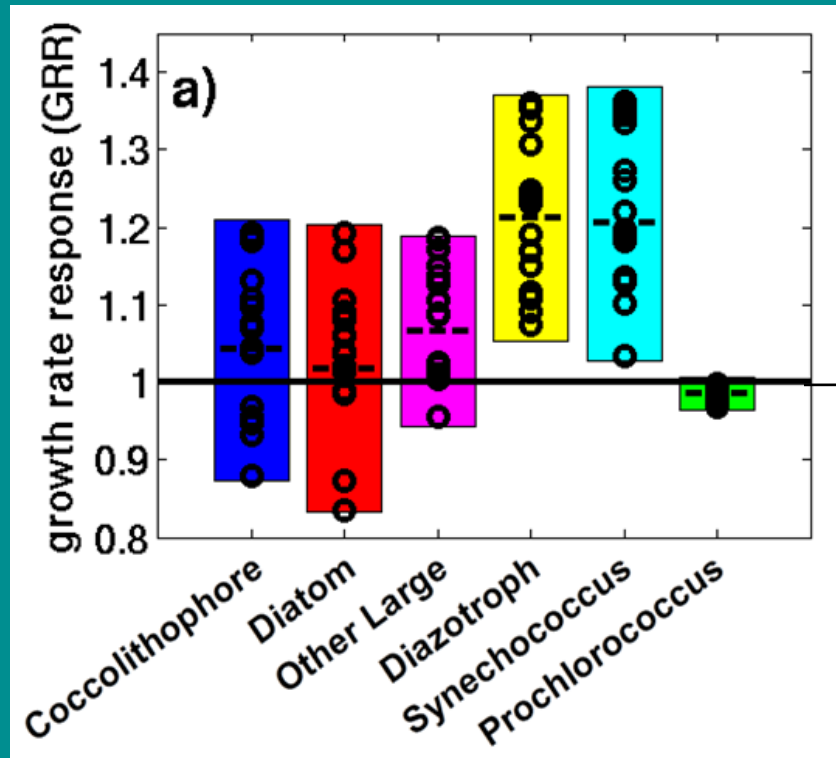 a)
growth rate response (GRR)
1.4
1.3
1.2
1.1
1
0.9
0.8
Coccolithophore
Diatom
Other Large
Diazotroph
Synechococcus
Prochlorococcus